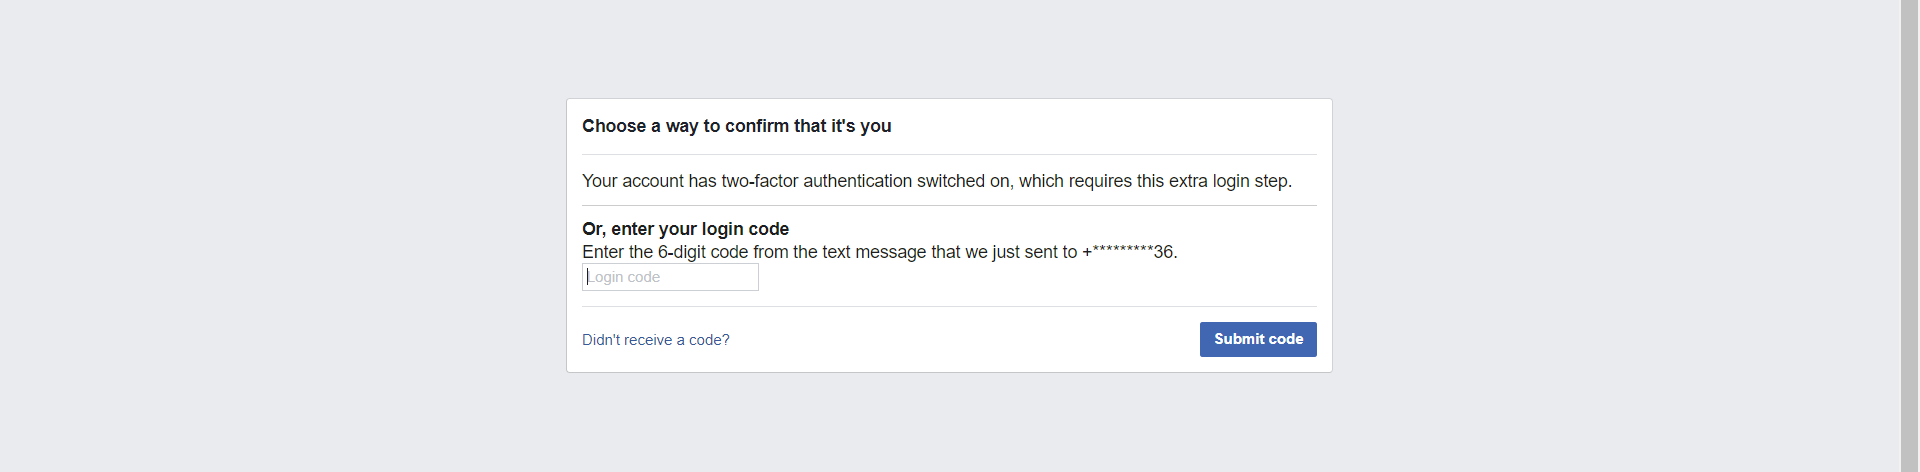 Choose a way to confirm that it's you
Your account has two-factor authentication switched on, which requires this extra login step.
Or, enter your login code
Enter the 6-digit code from the text message that we just sent to +*********36.
Login code
Didn't receive a code?
Submit code